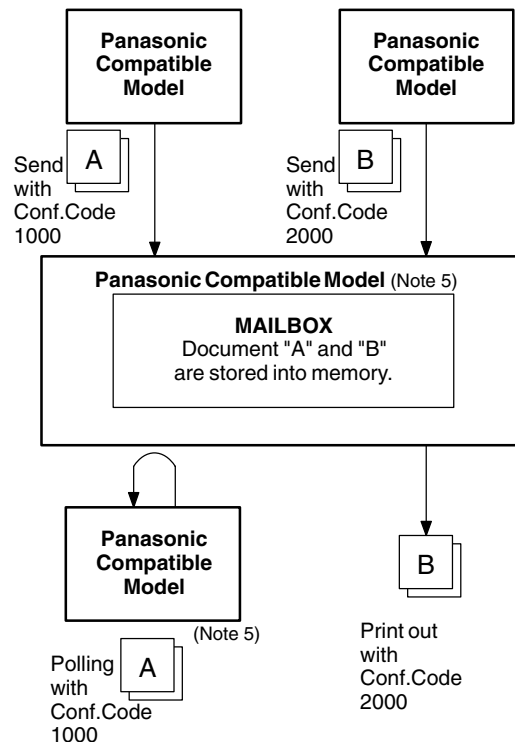 Panasonic
Compatible
Model
Panasonic
Compatible
Model
A
Send
with
Conf.Code
1000
B
Send
with
Conf.Code
2000
Panasonic Compatible Model (Note 5)
MAILBOX
Document "A" and "B"
are stored into memory.
Panasonic
Compatible
Model
(Note 5)
A
Polling
with
Conf.Code
1000
B
Print out
with
Conf.Code
2000